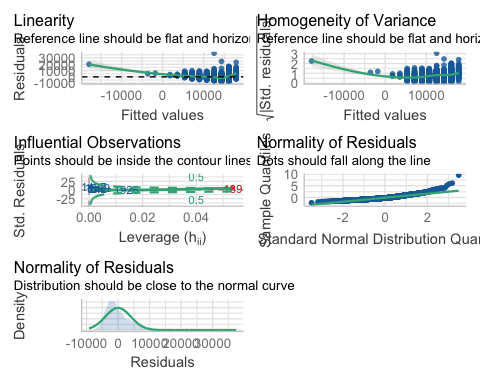 Linearity
Reference line should be flat and horizon
Residuals
30000
20000
10000
0
-10000
-10000 0 10000
Fitted values
Homogeneity of Variance
Reference line should be flat and horiz
√|Std. residuals|
3
2
1
0
-10000 0 10000
Fitted values
Influential Observations
Points should be inside the contour lines
Std. Residuals
25
0
-25
0.5
0.5
0.00 0.02 0.04
Leverage (hii)
Normality of Residuals
Dots should fall along the line
Sample Quantiles
10
5
0
-2 0 2
Standard Normal Distribution Quan
Normality of Residuals
Distribution should be close to the normal curve
Density
-10000 0 10000 20000 30000
Residuals